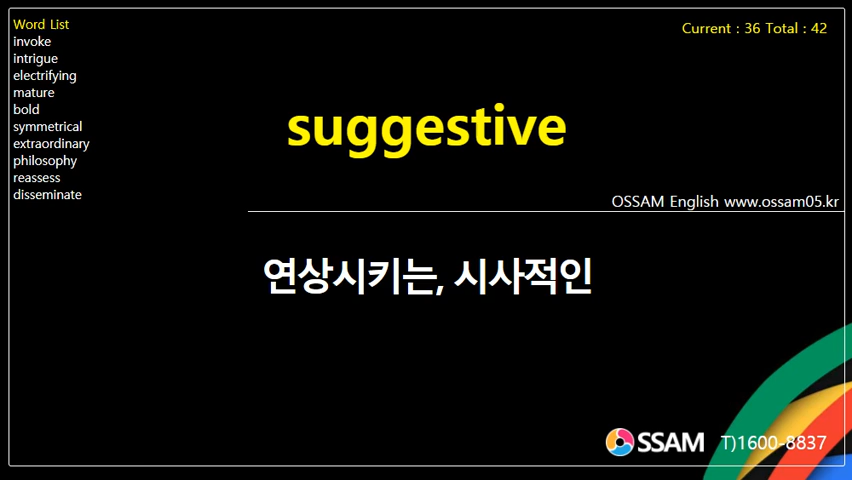 Word List
invoke
intrigue
electrifying
mature
bold
symmetrical
extraordinary
philosophy
reassess
disseminate
Current : 36 Total : 42
suggestive
OSSAM English www.ossam05.kr
연상시키는, 시사적인
OSSAM T)1600-8837